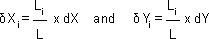 δX_i = L_i/L x dX and δY_i = L_i/L x dY